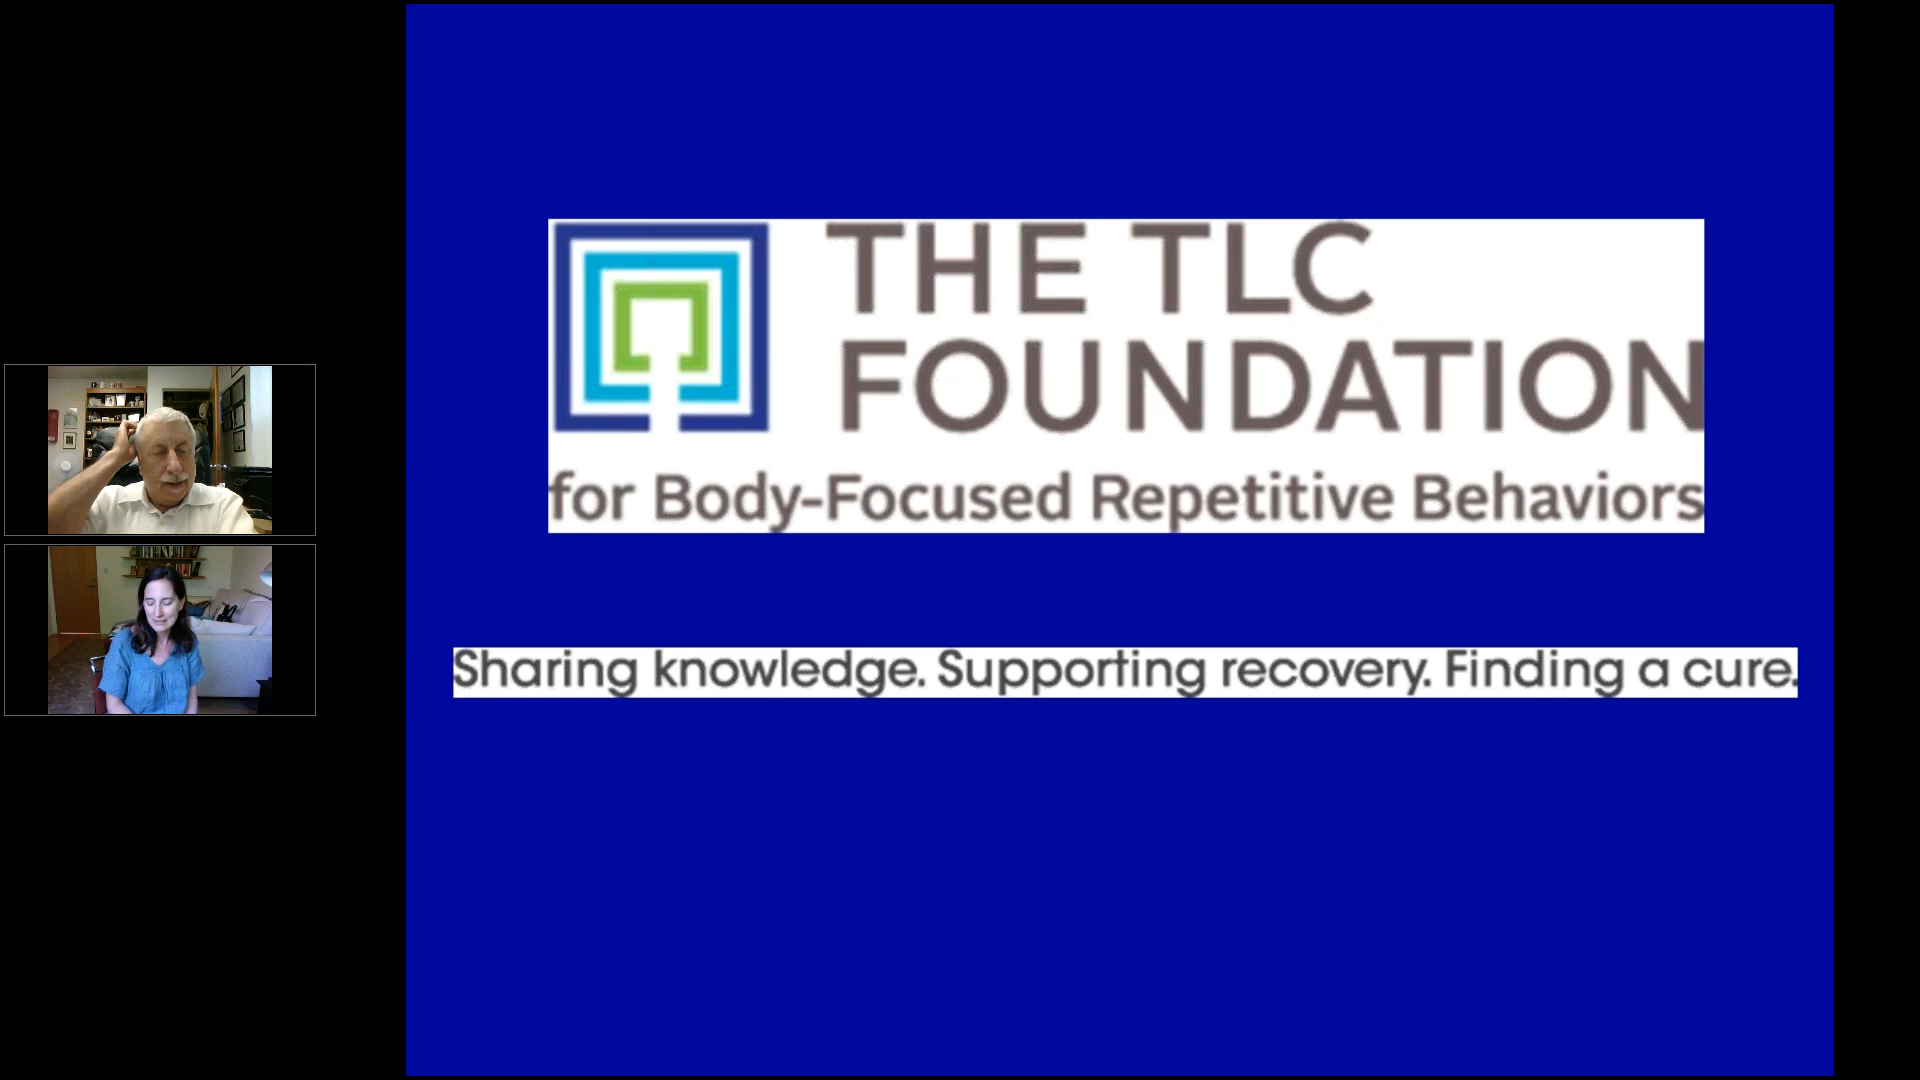 THE TLC
FOUNDATION
for Body-Focused Repetitive Behaviors
Sharing knowledge. Supporting recovery. Finding a cure.